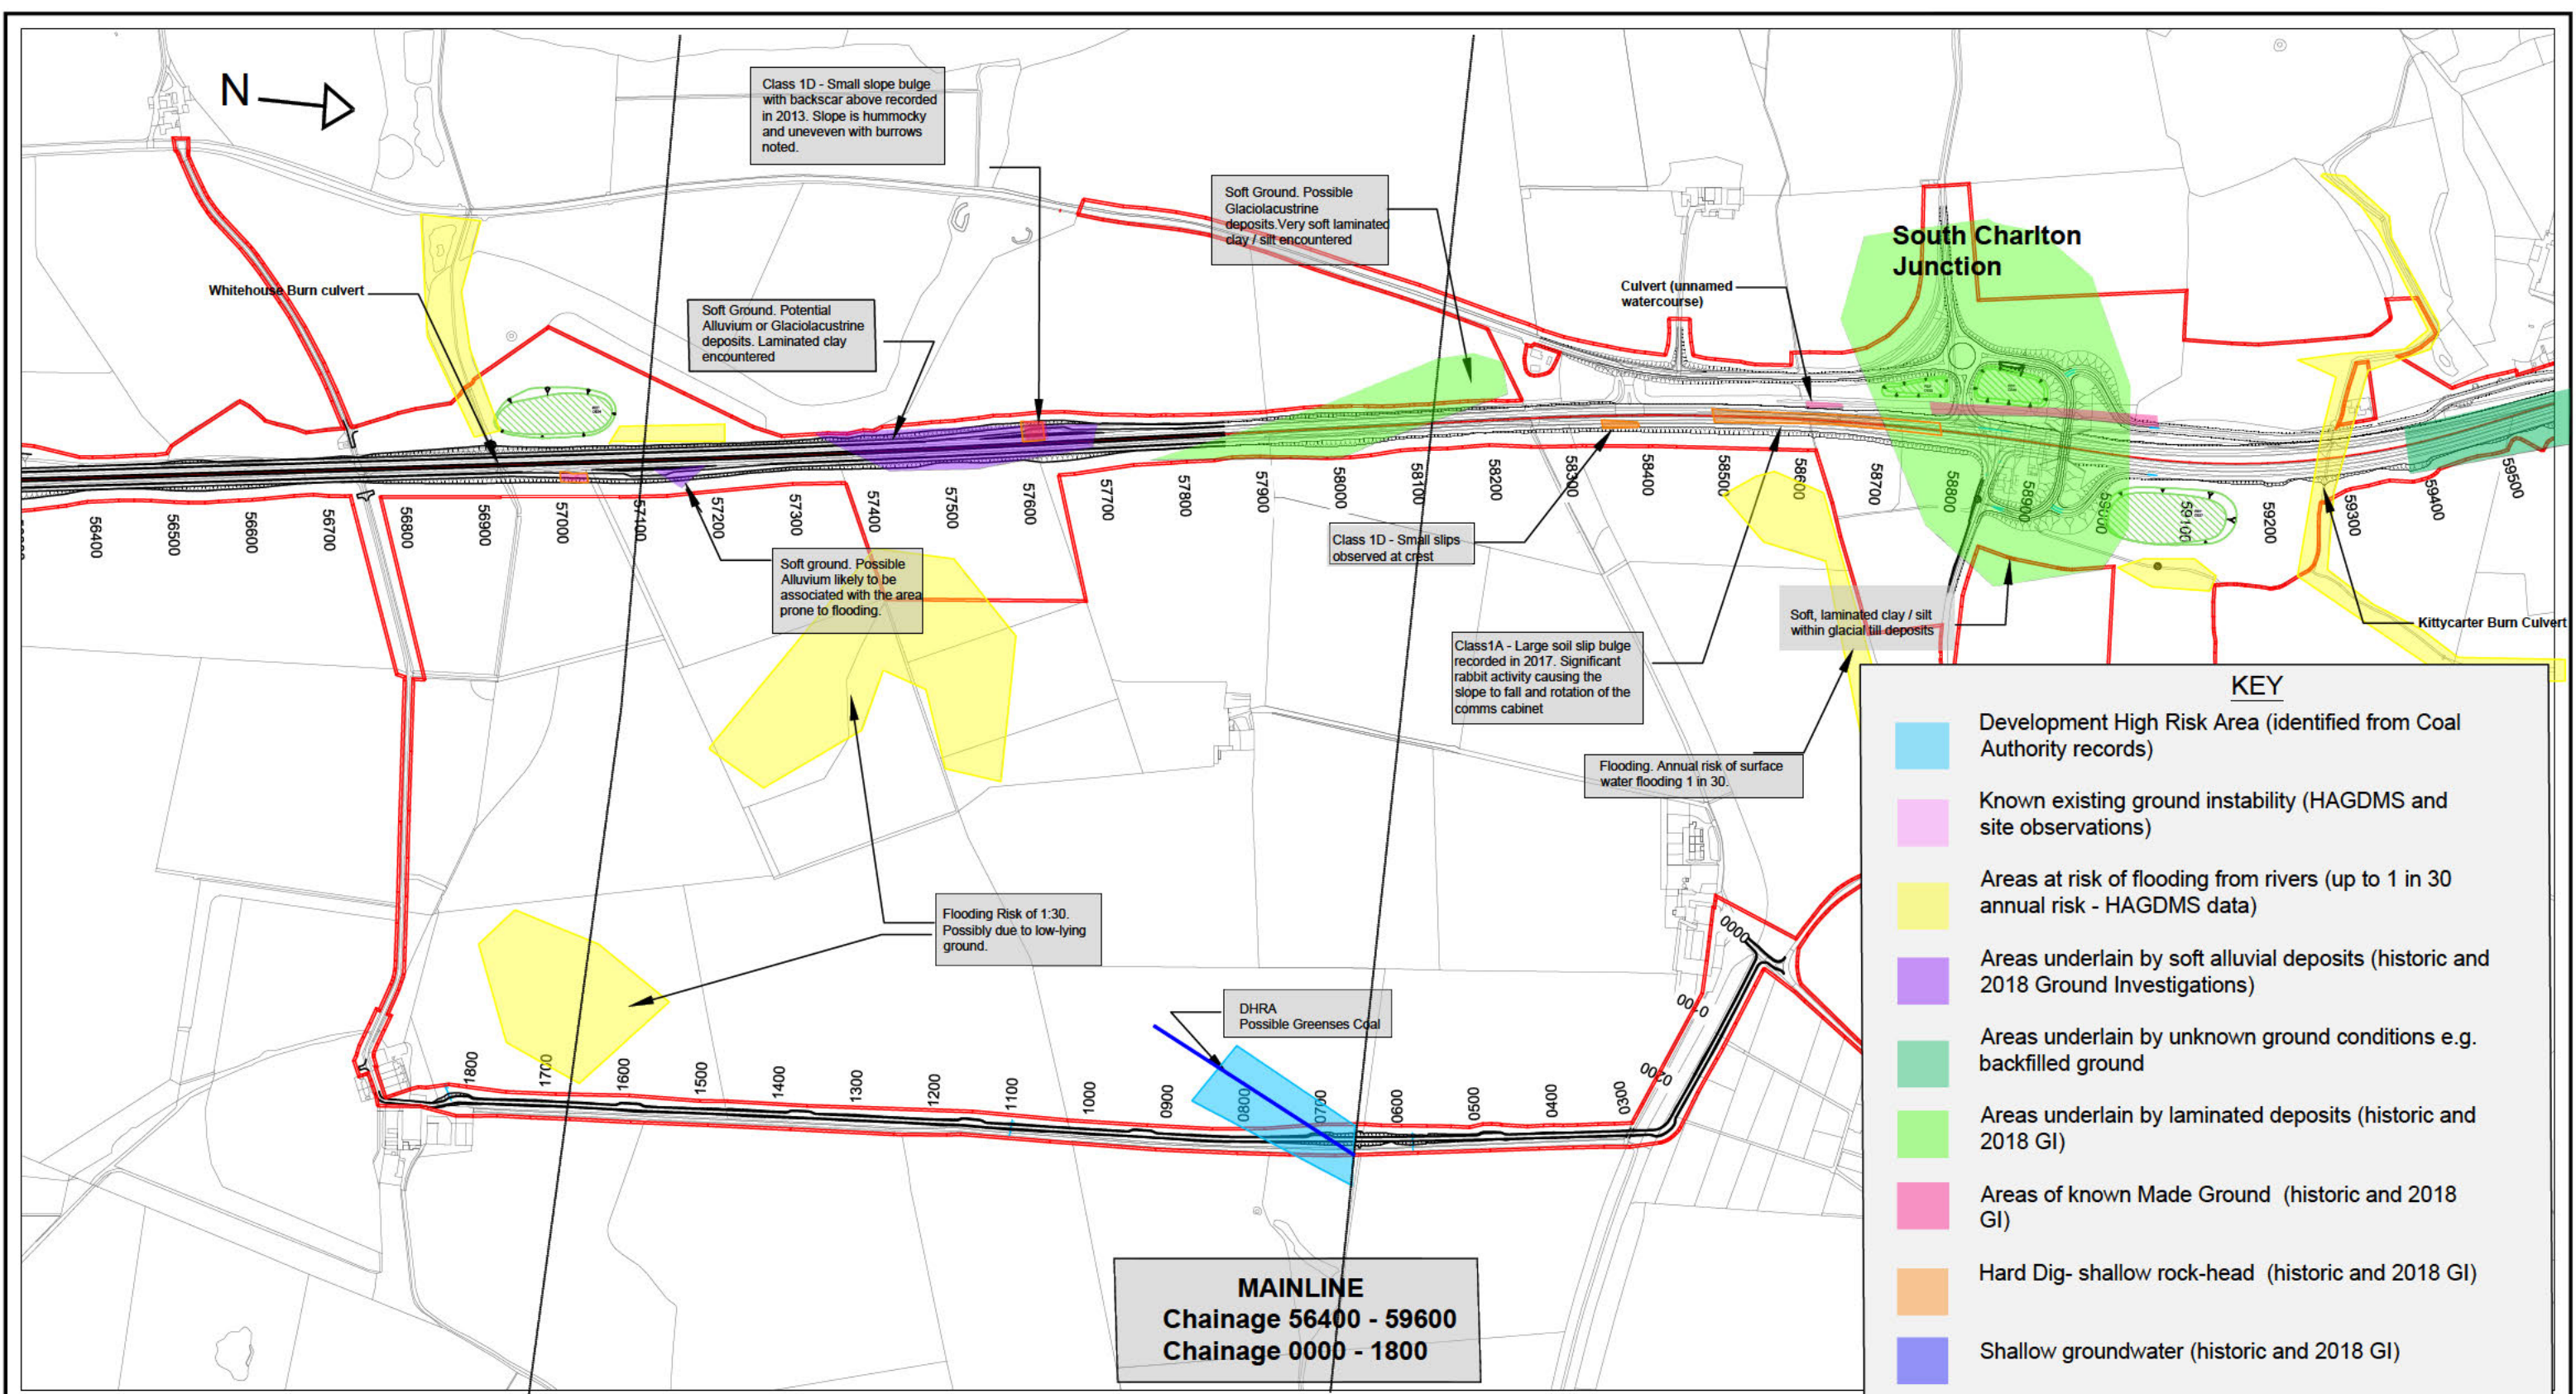 N
Class 1D - Small slope bulge
with backscar above recorded
in 2013. Slope is hummocky
and uneveven with burrows
noted.
Soft Ground. Possible
Glaciolacustrine
deposits.Very soft laminated
clay / silt encountered
South Charlton
Junction
Whitehouse Burn culvert
Soft Ground. Potential
Alluvium or Glaciolacustrine
deposits. Laminated clay
encountered
Culvert (unnamed
watercourse)
56400
56500
56600
56700
56800
56900
57000
57100
57200
57300
57400
57500
57600
57700
57800
57900
58000
58100
58200
58300
58400
58500
58600
58700
58800
58900
59000
59100
59200
59300
59400
59500
Soft ground. Possible
Alluvium likely to be
associated with the area
prone to flooding.
Class 1D - Small slips
observed at crest
Soft, laminated clay / silt
within glacial till deposits
Kittycarter Burn Culvert
Class1A - Large soil slip bulge
recorded in 2017. Significant
rabbit activity causing the
slope to fall and rotation of the
comms cabinet
Flooding. Annual risk of surface
water flooding 1 in 30.
Flooding Risk of 1:30.
Possibly due to low-lying
ground.
DHRA
Possible Greenses Coal
1800
1700
1600
1500
1400
1300
1200
1100
1000
0900
0800
0700
0600
0500
0400
0300
0200
0100
0000
MAINLINE
Chainage 56400 - 59600
Chainage 0000 - 1800
KEY
Development High Risk Area (identified from Coal
Authority records)
Known existing ground instability (HAGDMS and
site observations)
Areas at risk of flooding from rivers (up to 1 in 30
annual risk - HAGDMS data)
Areas underlain by soft alluvial deposits (historic and
2018 Ground Investigations)
Areas underlain by unknown ground conditions e.g.
backfilled ground
Areas underlain by laminated deposits (historic and
2018 GI)
Areas of known Made Ground (historic and 2018
GI)
Hard Dig- shallow rock-head (historic and 2018 GI)
Shallow groundwater (historic and 2018 GI)